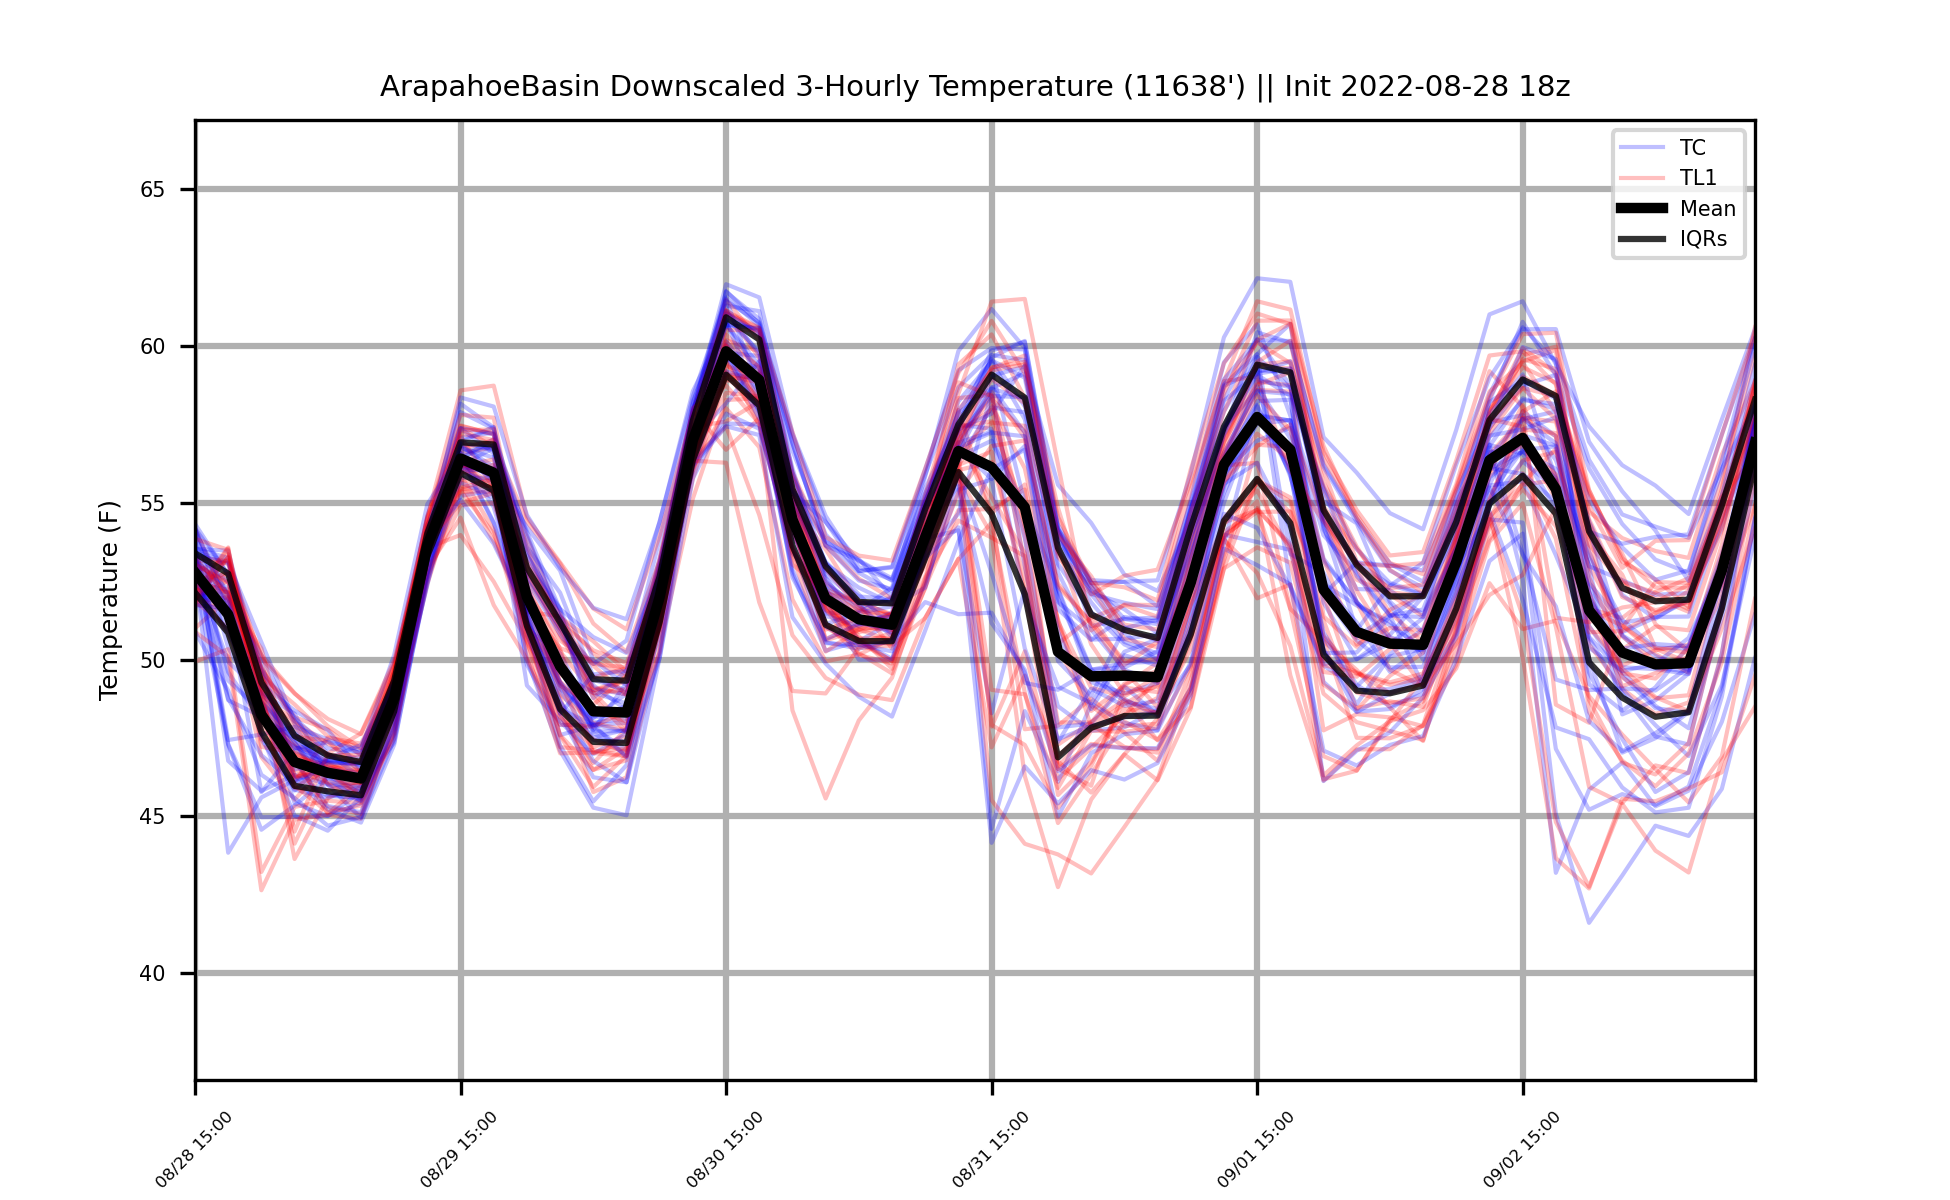 ArapahoeBasin Downscaled 3-Hourly Temperature (11638') || Init 2022-08-28 18z
TC
TL1
Mean
IQRs
Temperature (F)
65
60
55
50
45
40
08/28 15:00
08/29 15:00
08/30 15:00
08/31 15:00
09/01 15:00
09/02 15:00